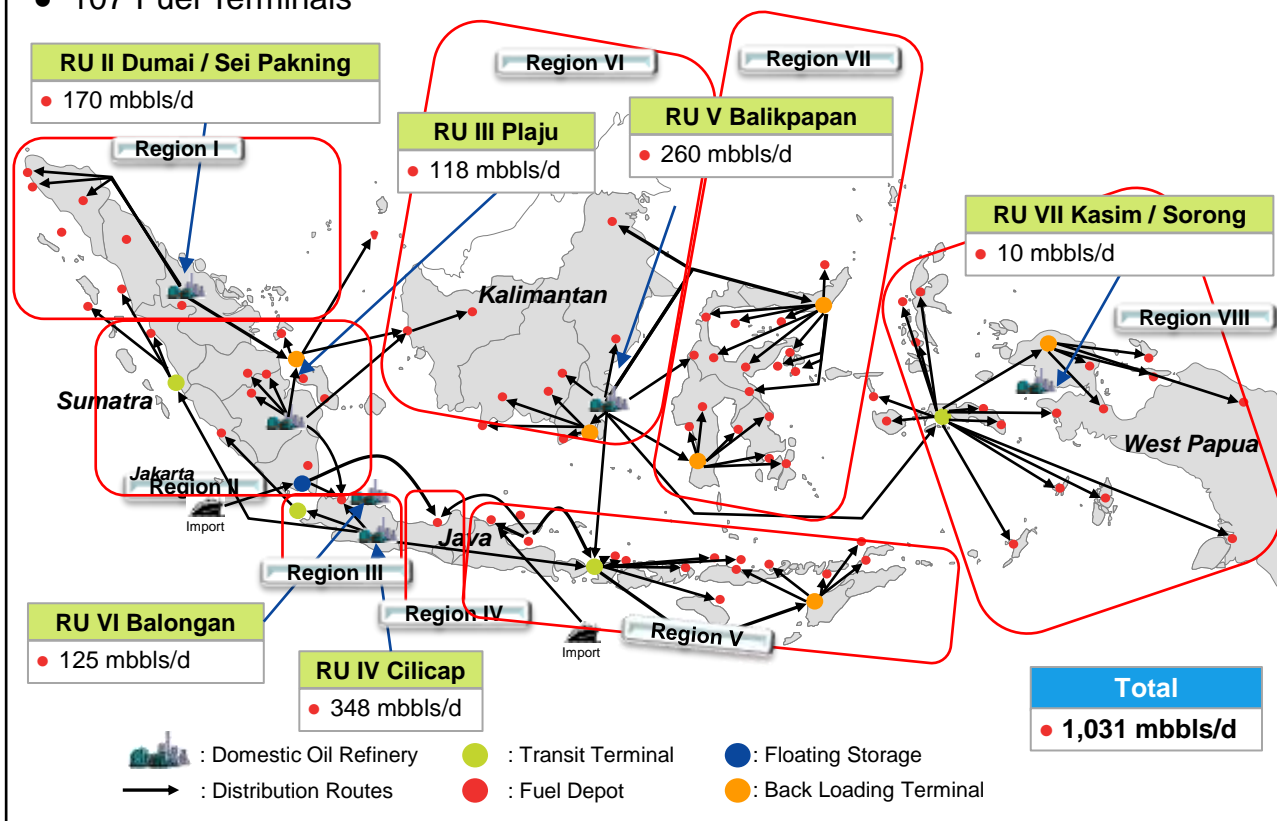 RU II Dumai / Sei Pakning
170 mbbls/d
Region I
Region VI
Region VII
RU III Plaju
118 mbbls/d
RU V Balikpapan
260 mbbls/d
RU VII Kasim / Sorong
10 mbbls/d
Region VIII
Kalimantan
Sumatra
West Papua
Jakarta
Region II
Import
Java
Region III
Region IV
Region V
Import
RU VI Balongan
125 mbbls/d
RU IV Cilicap
348 mbbls/d
Total
1,031 mbbls/d
: Domestic Oil Refinery
: Transit Terminal
: Floating Storage
: Distribution Routes
: Fuel Depot
: Back Loading Terminal